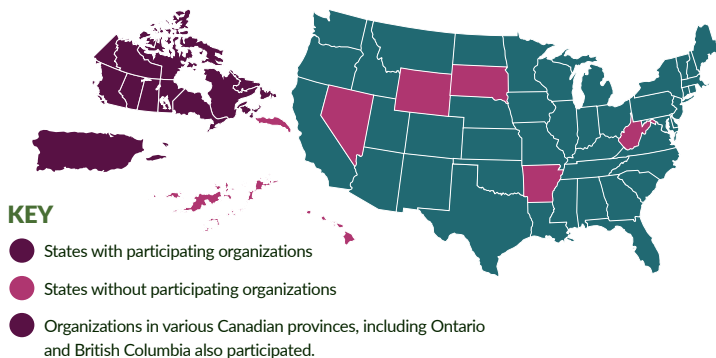 KEY
States with participating organizations
States without participating organizations
Organizations in various Canadian provinces, including Ontario
and British Columbia also participated.